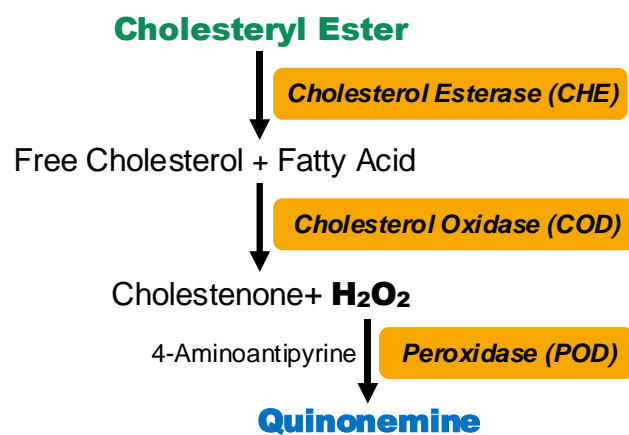 Cholesteryl Ester
Cholesterol Esterase (CHE)
Free Cholesterol + Fatty Acid
Cholesterol Oxidase (COD)
Cholestenone+ H₂O₂
4-Aminoantipyrine Peroxidase (POD)
Quinonemine